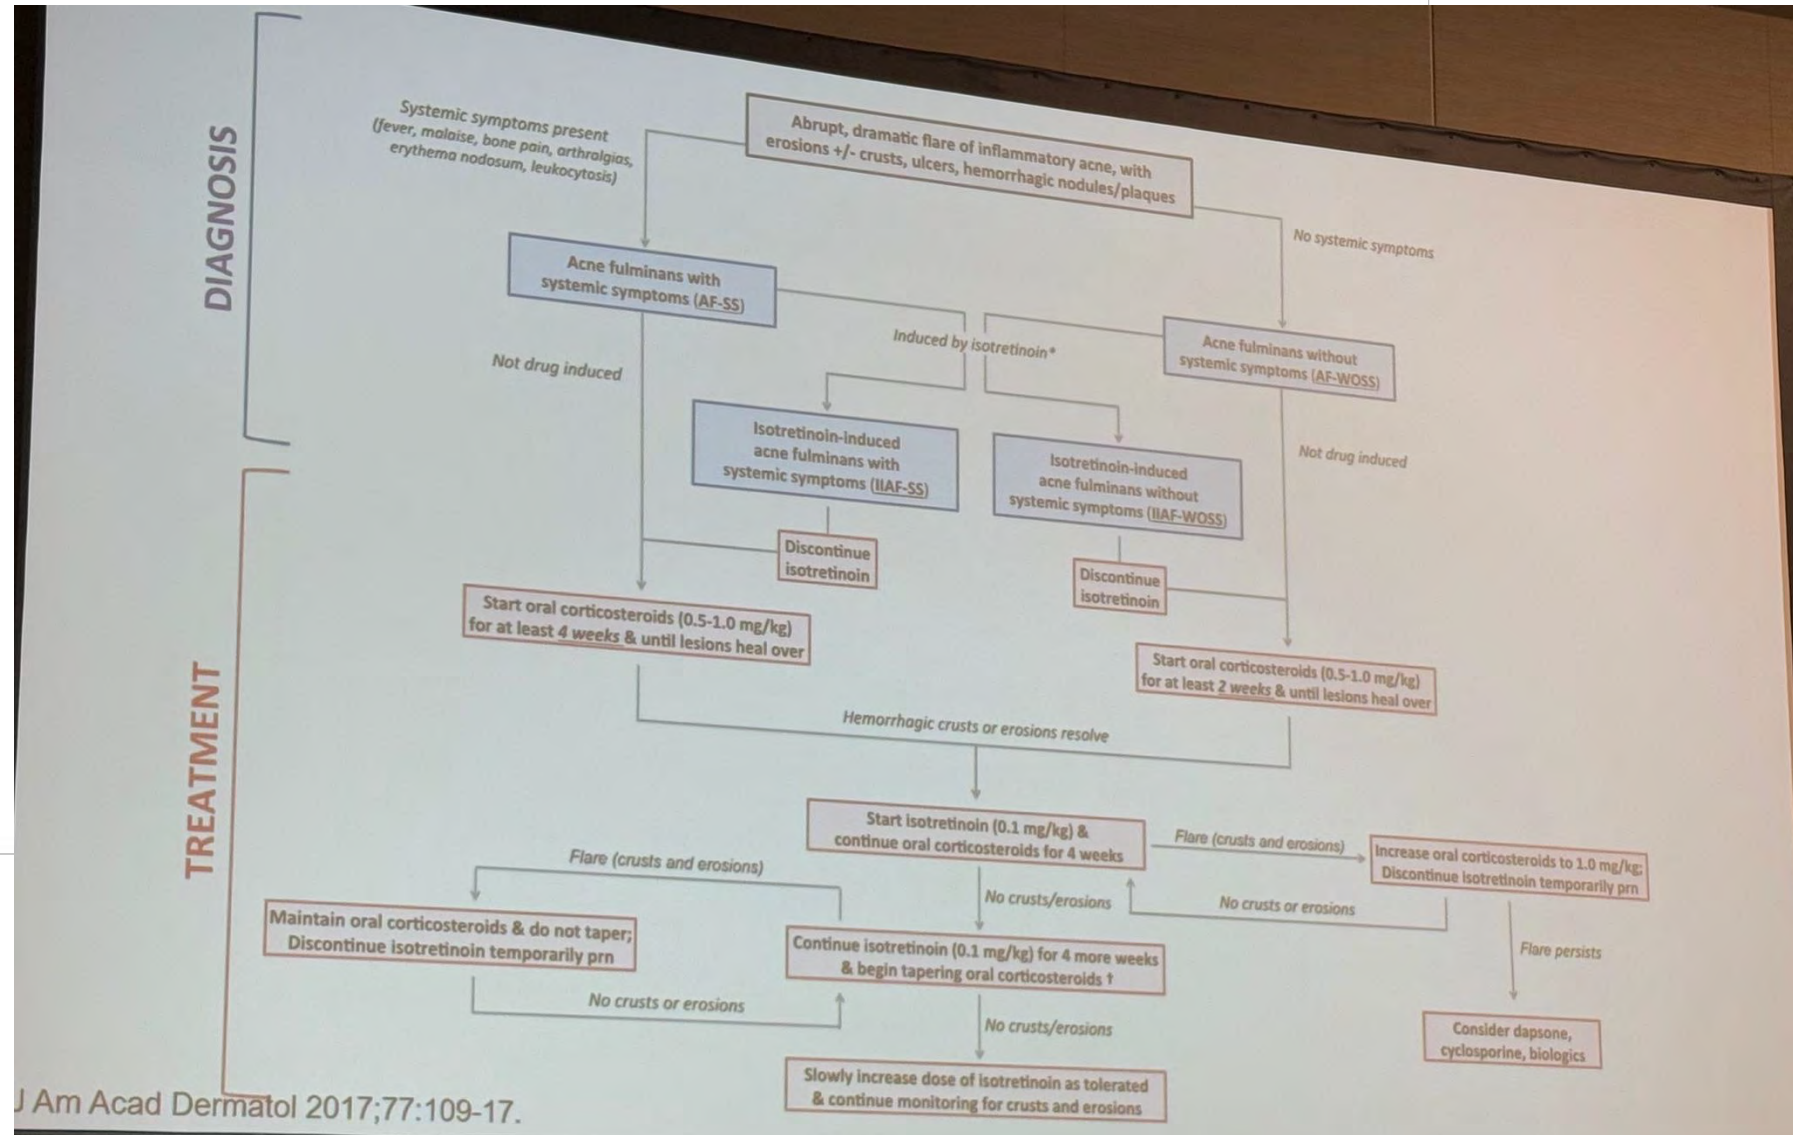 DIAGNOSIS
Systemic symptoms present
(fever, malaise, bone pain, arthralgias,
erythema nodosum, leukocytosis)
Abrupt, dramatic flare of inflammatory acne, with
erosions +/- crusts, ulcers, hemorrhagic nodules/plaques
No systemic symptoms
Acne fulminans with
systemic symptoms (AF-SS)
Induced by isotretinoin*
Acne fulminans without
systemic symptoms (AF-WOSS)
Not drug induced
Isotretinoin-induced
acne fulminans with
systemic symptoms (IIAF-SS)
Isotretinoin-induced
acne fulminans without
systemic symptoms (IIAF-WOSS)
Not drug induced
TREATMENT
Discontinue
isotretinoin
Discontinue
isotretinoin
Start oral corticosteroids (0.5-1.0 mg/kg)
for at least 4 weeks & until lesions heal over
Start oral corticosteroids (0.5-1.0 mg/kg)
for at least 2 weeks & until lesions heal over
Hemorrhagic crusts or erosions resolve
Start isotretinoin (0.1 mg/kg) &
continue oral corticosteroids for 4 weeks
Flare (crusts and erosions)
Increase oral corticosteroids to 1.0 mg/kg;
Discontinue isotretinoin temporarily prn
Flare (crusts and erosions)
No crusts/erosions
No crusts or erosions
Maintain oral corticosteroids & do not taper;
Discontinue isotretinoin temporarily prn
Continue isotretinoin (0.1 mg/kg) for 4 more weeks
& begin tapering oral corticosteroids †
Flare persists
No crusts or erosions
No crusts/erosions
Consider dapsone,
cyclosporine, biologics
Slowly increase dose of isotretinoin as tolerated
& continue monitoring for crusts and erosions
J Am Acad Dermatol 2017;77:109-17.